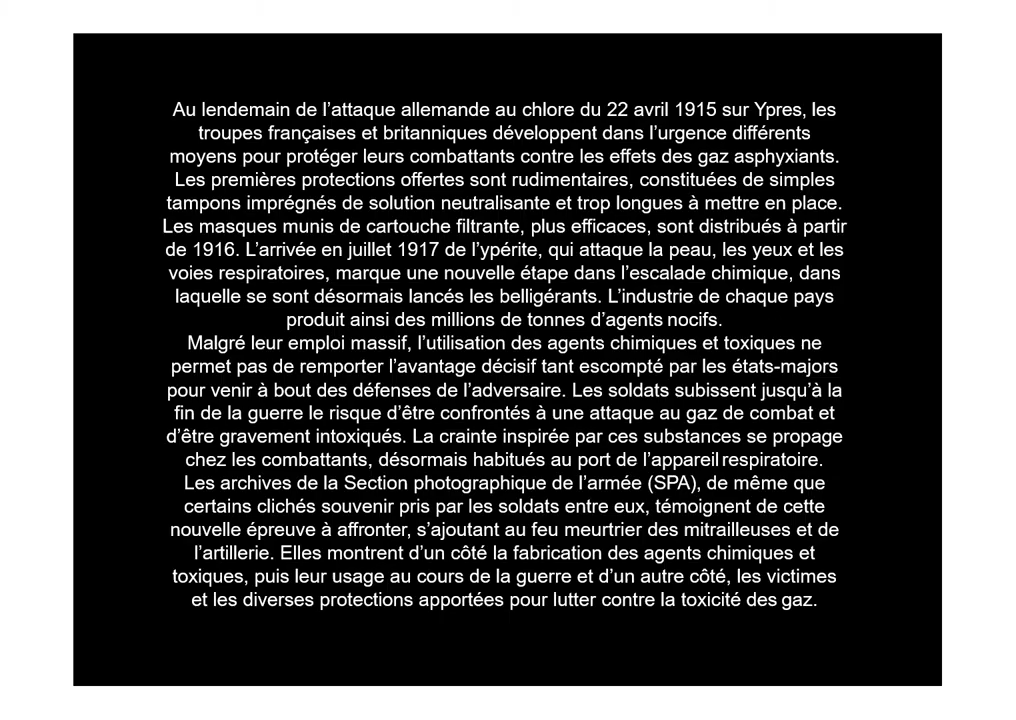 Au lendemain de l’attaque allemande au chlore du 22 avril 1915 sur Ypres, les
troupes françaises et britanniques développent dans l’urgence différents
moyens pour protéger leurs combattants contre les effets des gaz asphyxiants.
Les premières protections offertes sont rudimentaires, constituées de simples
tampons imprégnés de solution neutralisante et trop longues à mettre en place.
Les masques munis de cartouche filtrante, plus efficaces, sont distribués à partir
de 1916. L’arrivée en juillet 1917 de l’ypérite, qui attaque la peau, les yeux et les
voies respiratoires, marque une nouvelle étape dans l’escalade chimique, dans
laquelle se sont désormais lancés les belligérants. L’industrie de chaque pays
produit ainsi des millions de tonnes d’agents nocifs.
Malgré leur emploi massif, l’utilisation des agents chimiques et toxiques ne
permet pas de remporter l’avantage décisif tant escompté par les états-majors
pour venir à bout des défenses de l’adversaire. Les soldats subissent jusqu’à la
fin de la guerre le risque d’être confrontés à une attaque au gaz de combat et
d’être gravement intoxiqués. La crainte inspirée par ces substances se propage
chez les combattants, désormais habitués au port de l’appareil respiratoire.
Les archives de la Section photographique de l’armée (SPA), de même que
certains clichés souvenir pris par les soldats entre eux, témoignent de cette
nouvelle épreuve à affronter, s’ajoutant au feu meurtrier des mitrailleuses et de
l’artillerie. Elles montrent d’un côté la fabrication des agents chimiques et
toxiques, puis leur usage au cours de la guerre et d’un autre côté, les victimes
et les diverses protections apportées pour lutter contre la toxicité des gaz.